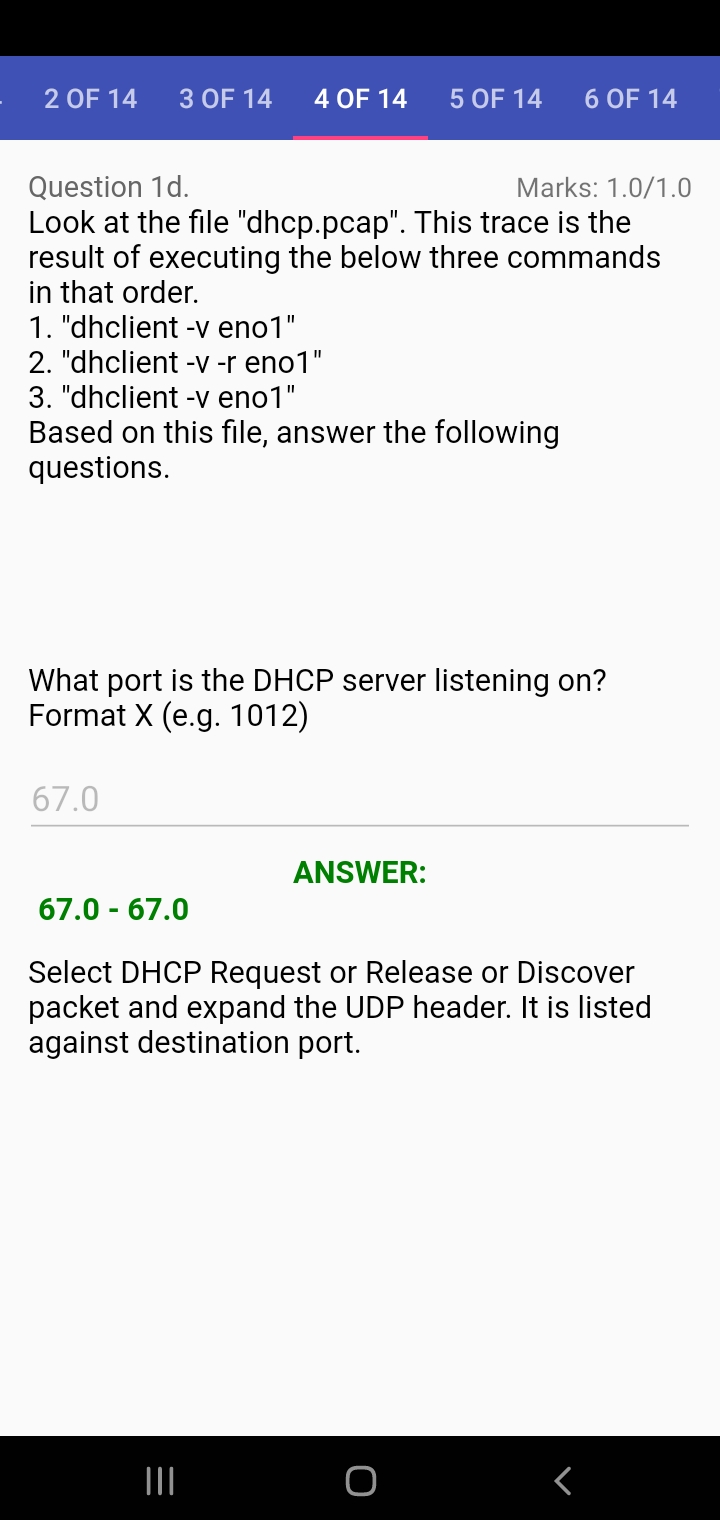 2 OF 14 3 OF 14 4 OF 14 5 OF 14 6 OF 14
Question 1d. Marks: 1.0/1.0
Look at the file "dhcp.pcap". This trace is the
result of executing the below three commands
in that order.
1. "dhclient -v eno1"
2. "dhclient -v -r eno1"
3. "dhclient -v eno1"
Based on this file, answer the following
questions.
What port is the DHCP server listening on?
Format X (e.g. 1012)
67.0
ANSWER:
67.0 - 67.0
Select DHCP Request or Release or Discover
packet and expand the UDP header. It is listed
against destination port.